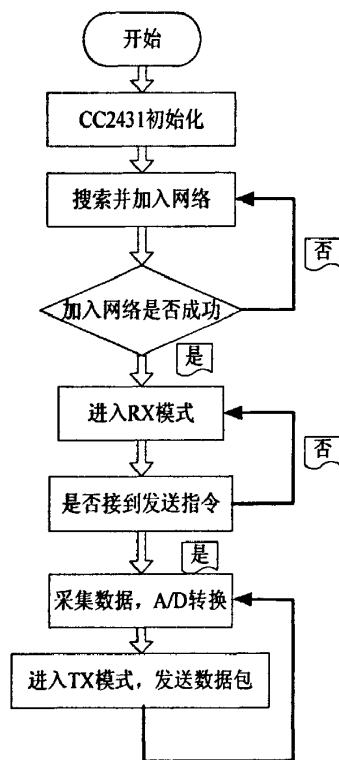 开始
CC2431初始化
搜索并加入网络
否
加入网络是否成功
是
进入RX模式
否
是否接到发送指令
是
采集数据，A/D转换
进入TX模式，发送数据包